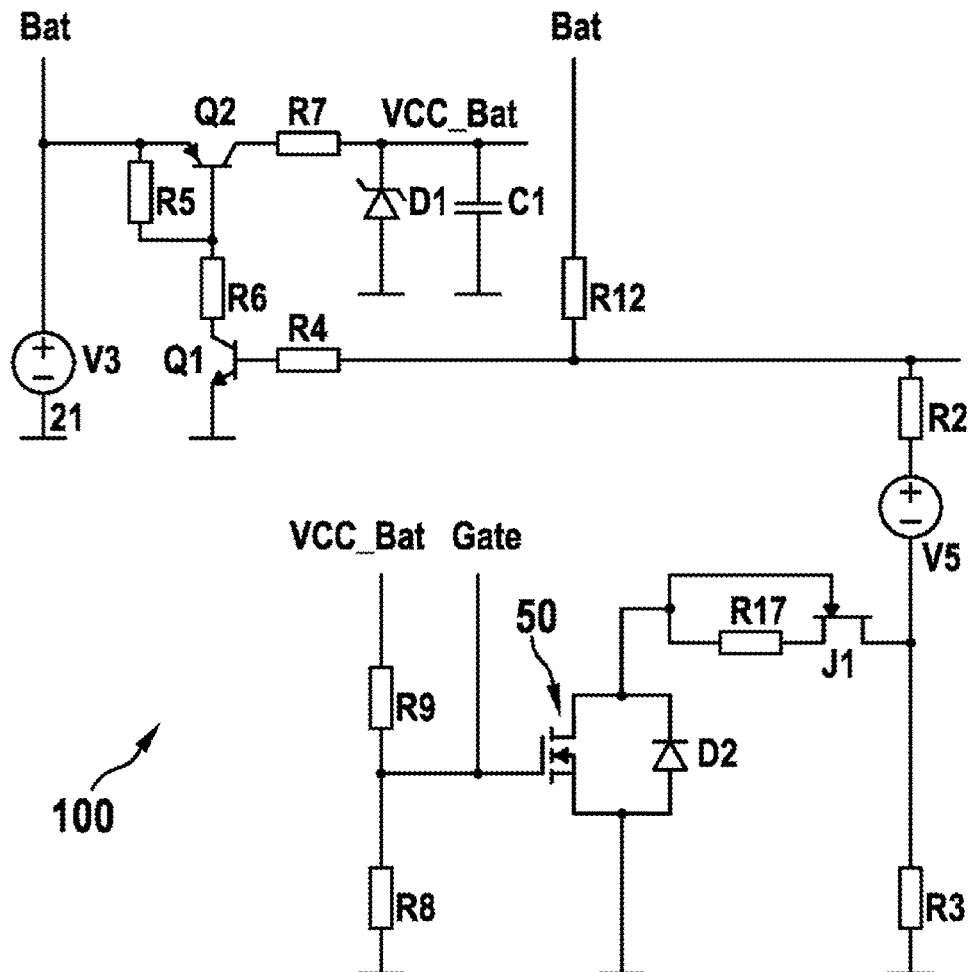 Bat
Bat
Q2
R7
VCC_Bat
R5
D1
C1
R6
R12
R4
V3
Q1
21
R2
V5
VCC_Bat
Gate
50
R17
J1
R9
D2
100
R8
R3